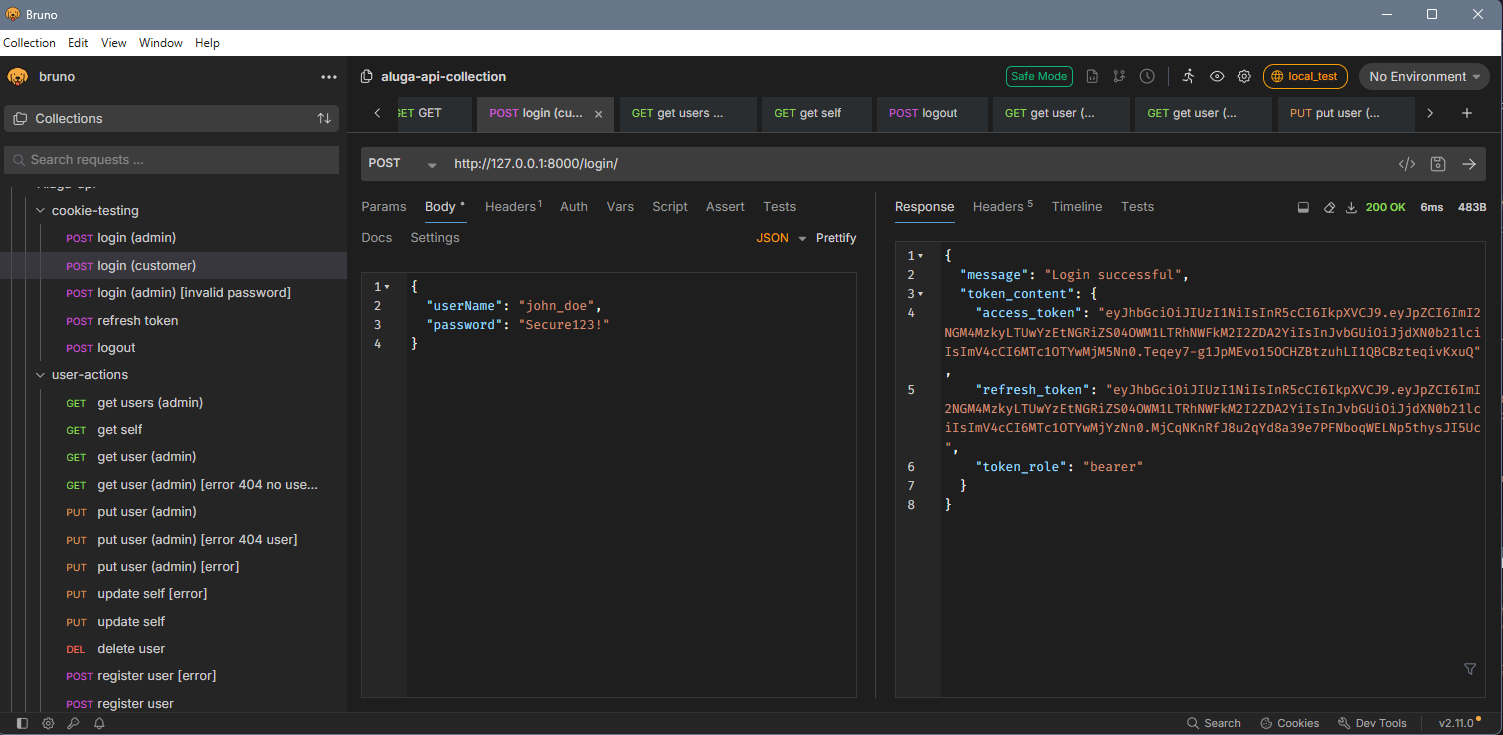 Bruno
Collection Edit View Window Help
bruno
Collections
Search requests ...
cookie-testing
POST login (admin)
POST login (customer)
POST login (admin) [invalid password]
POST refresh token
POST logout
user-actions
GET get users (admin)
GET get self
GET get user (admin)
GET get user (admin) [error 404 no use...
PUT put user (admin)
PUT put user (admin) [error 404 user]
PUT put user (admin) [error]
PUT update self [error]
PUT update self
DEL delete user
POST register user [error]
POST register user
aluga-api-collection
Safe Mode
local_test
No Environment
GET
POST login (cu...
GET get users ...
GET get self
POST logout
GET get user (...
GET get user (...
PUT put user (...
POST http://127.0.0.1:8000/login/
Params Body Headers 1 Auth Vars Script Assert Tests
Docs Settings JSON Prettify
1 {
2 "userName": "john_doe",
3 "password": "Secure123!"
4 }
Response Headers 5 Timeline Tests 200 OK 6ms 483B
1 {
2 "message": "Login successful",
3 "token_content": {
4 "access_token": "eyJhbGciOiJIUzI1NiIsInR5cCI6IkpXVCJ9.eyJpZCI6ImI2
NGM4MzkyLTUwYzEtNGRiZS04OWM1LTRhNWFkM2I2ZDA2YiIsInJvbGUiOiJjdXN0b21lci
IsImV4cCI6MTc1OTYwMjM5Nn0.Teqey7-g1JpMEvo15OCHZBtzuhLI1QBCBzteqivKxuQ"
,
5 "refresh_token": "eyJhbGciOiJIUzI1NiIsInR5cCI6IkpXVCJ9.eyJpZCI6ImI
2NGM4MzkyLTUwYzEtNGRiZS04OWM1LTRhNWFkM2I2ZDA2YiIsInJvbGUiOiJjdXN0b21lc
iIsImV4cCI6MTc1OTYwMjYzNn0.MjCqNKnRfJ8u2qYd8a39e7PFNboqWELNp5thysJI5Uc
",
6 "token_role": "bearer"
7 }
8 }
Search Cookies Dev Tools v2.11.0